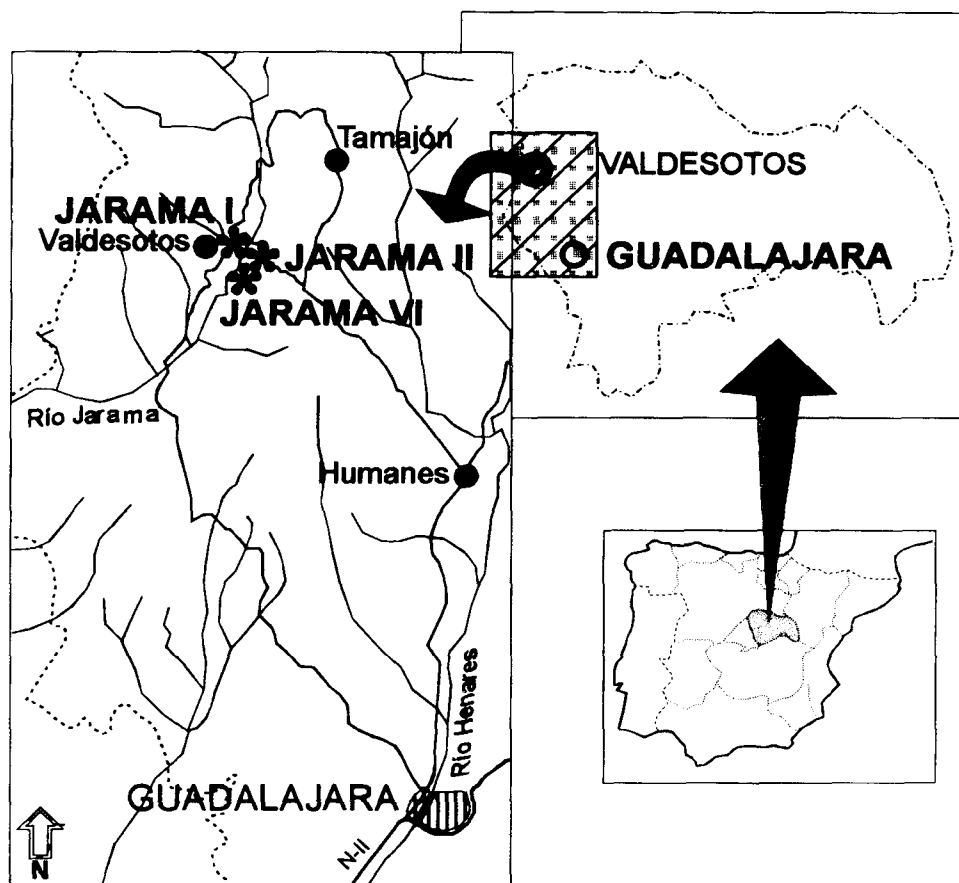 Tamajón
JARAMA I
Valdesotos
JARAMA II
JARAMA VI
Río Jarama
Humanes
Río Henares
GUADALAJARA
N-II
N
VALDESOTOS
GUADALAJARA